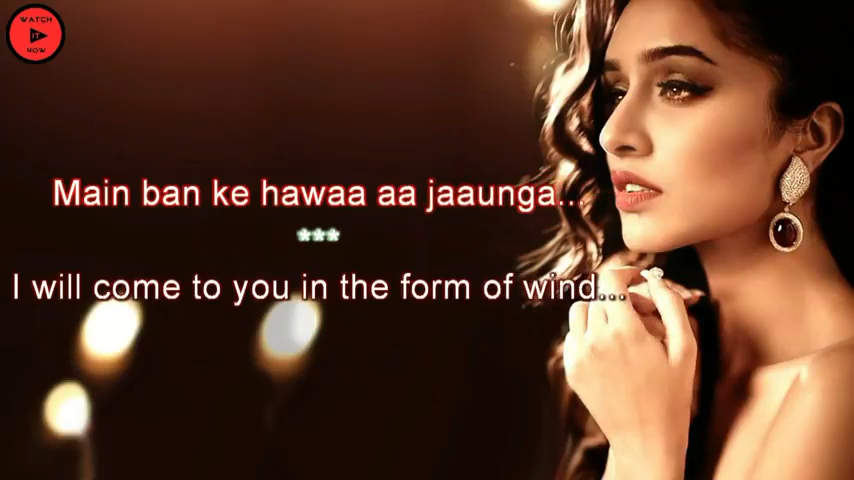 WATCH
IT
NOW
Main ban ke hawaa aa jaaunga...
***
I will come to you in the form of wind...